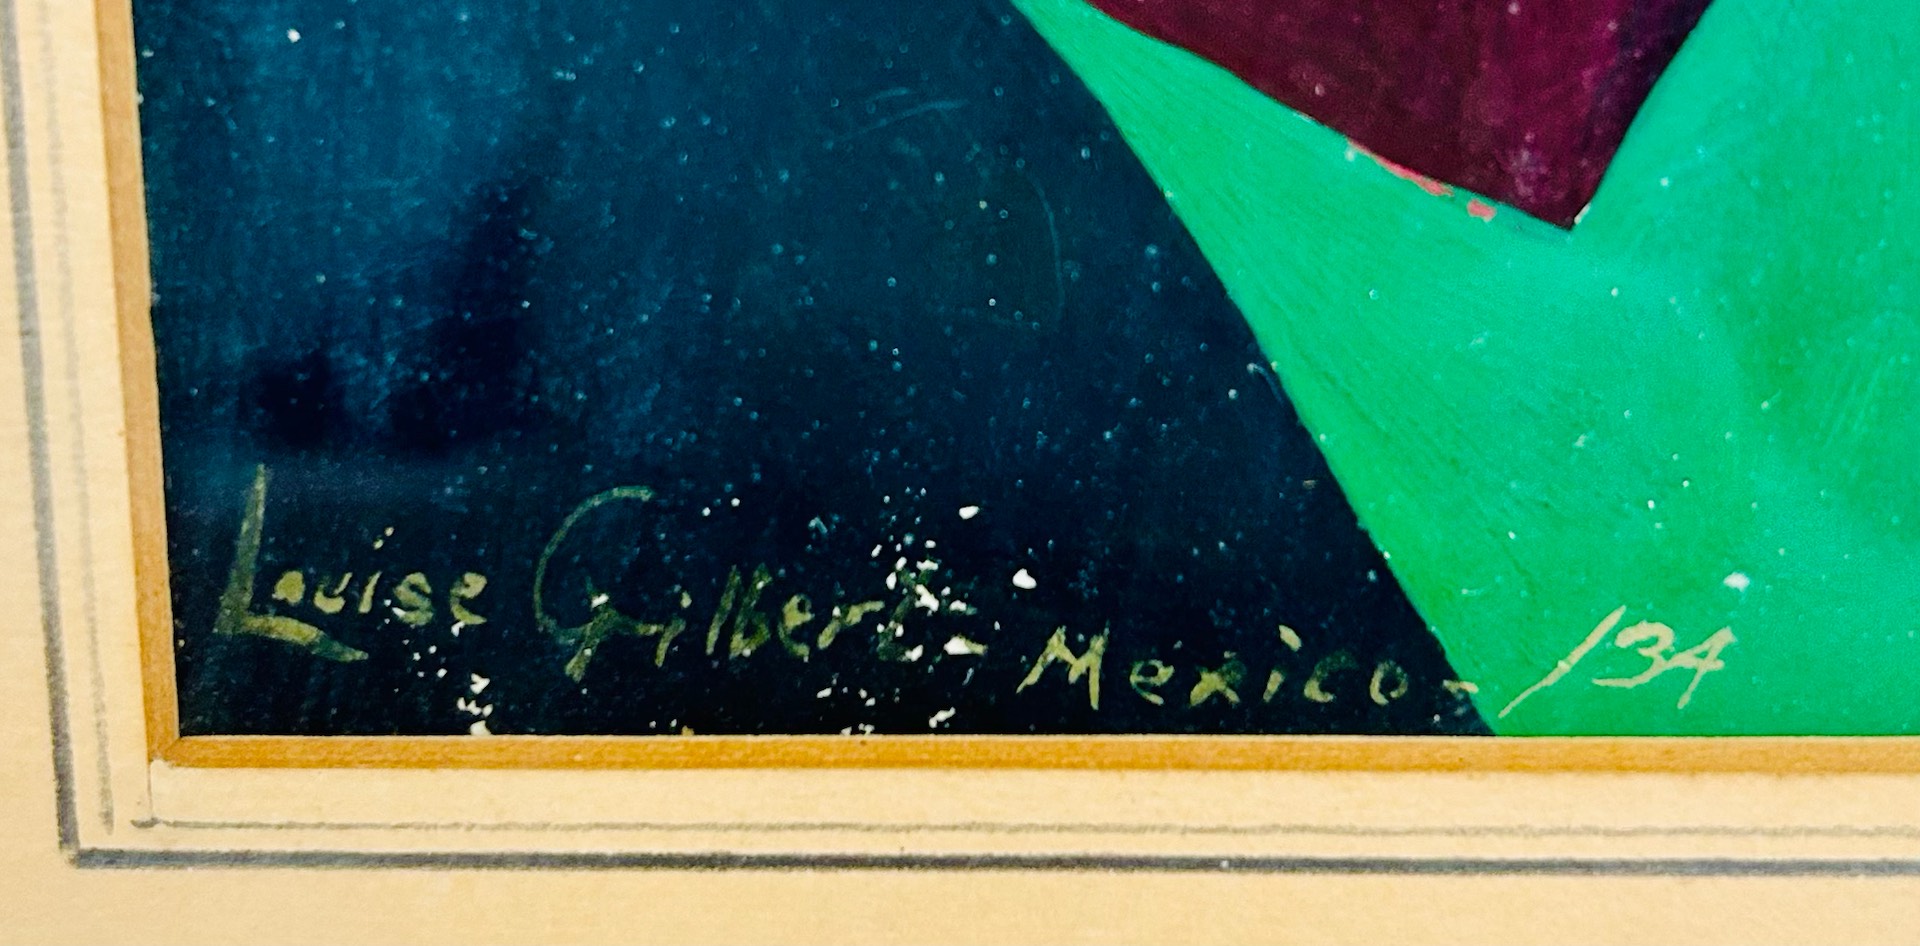 Louise Gilbert - Mexico - '34